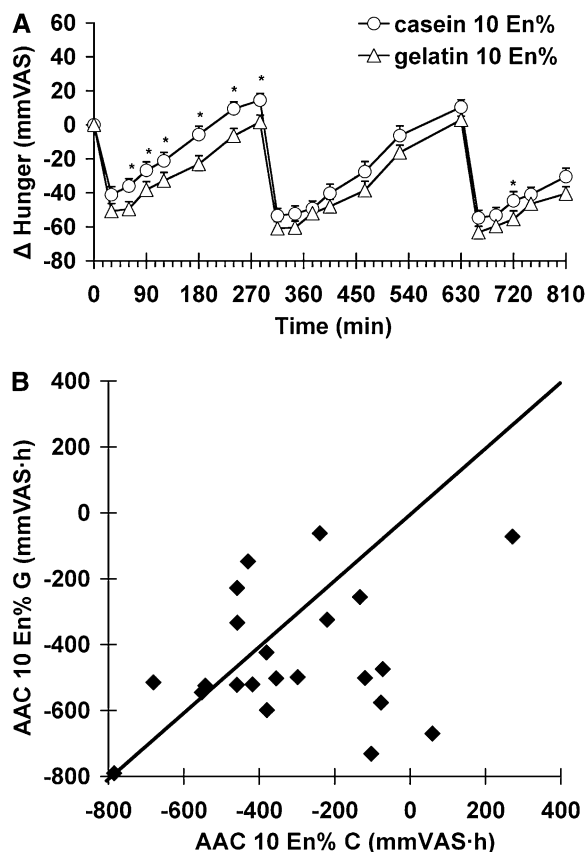 A
60
40
20
0
-20
-40
-60
-80
Δ Hunger (mmVAS)
casein 10 En%
gelatin 10 En%
* * * * * *
*
0 90 180 270 360 450 540 630 720 810
Time (min)
B
400
200
0
-200
-400
-600
-800
AAC 10 En% G (mmVAS·h)
-800 -600 -400 -200 0 200 400
AAC 10 En% C (mmVAS·h)